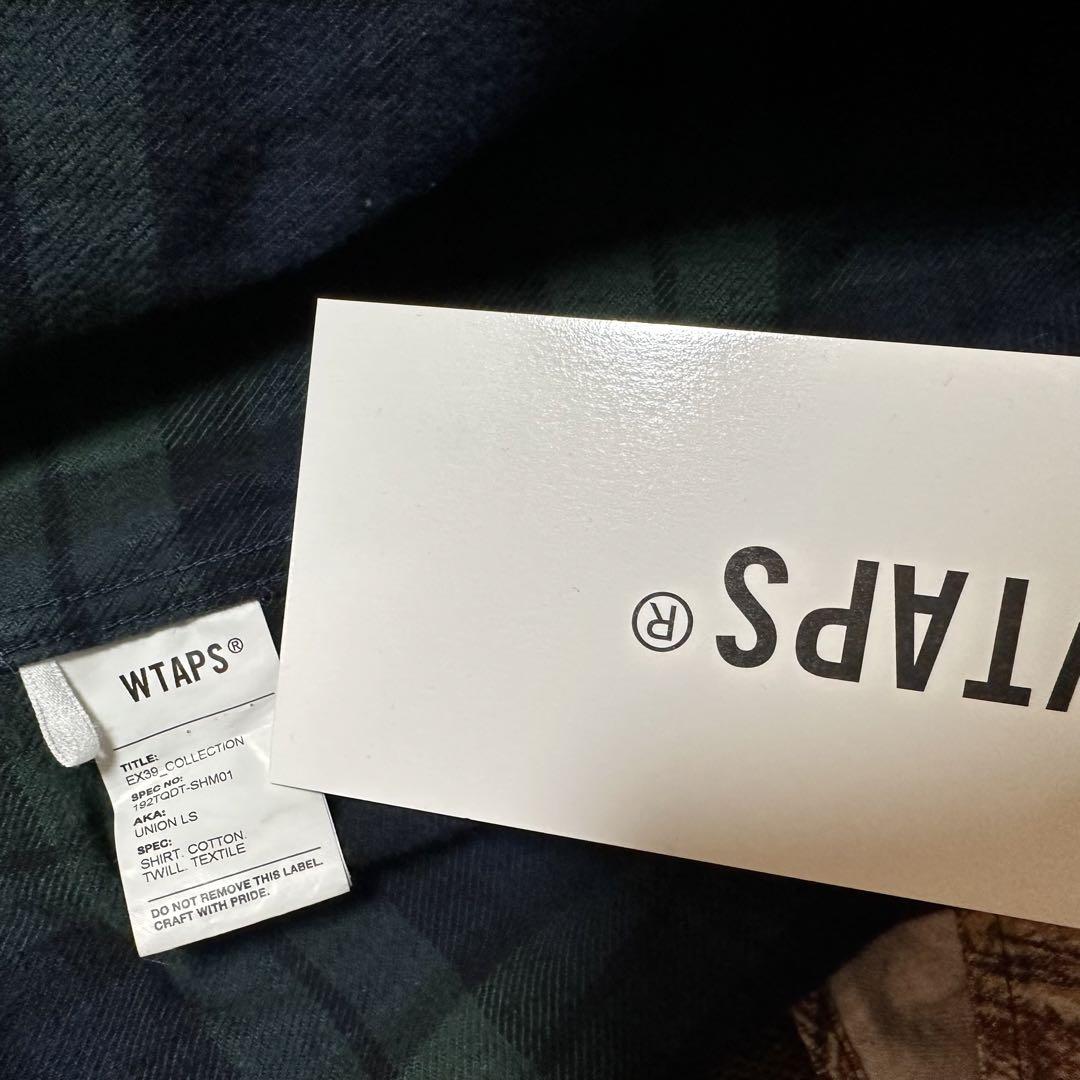 WTAPS®
TITLE:
EX39_COLLECTION
SPEC NO:
192TQDT-SHM01
AKA:
UNION LS
SPEC:
SHIRT. COTTON.
TWILL. TEXTILE
DO NOT REMOVE THIS LABEL.
CRAFT WITH PRIDE.
WTAPS®